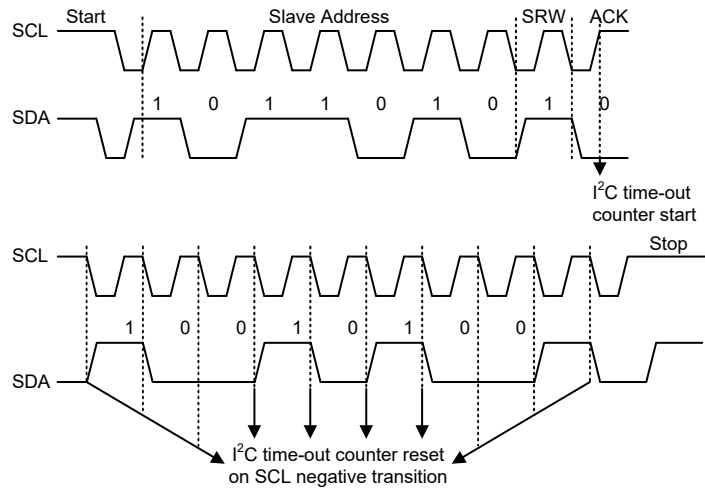 Start Slave Address SRW ACK
SCL
1 0 1 1 0 1 0 1 0
SDA
I²C time-out
counter start
Stop
SCL
1 0 0 1 0 1 0 0
SDA
I²C time-out counter reset
on SCL negative transition